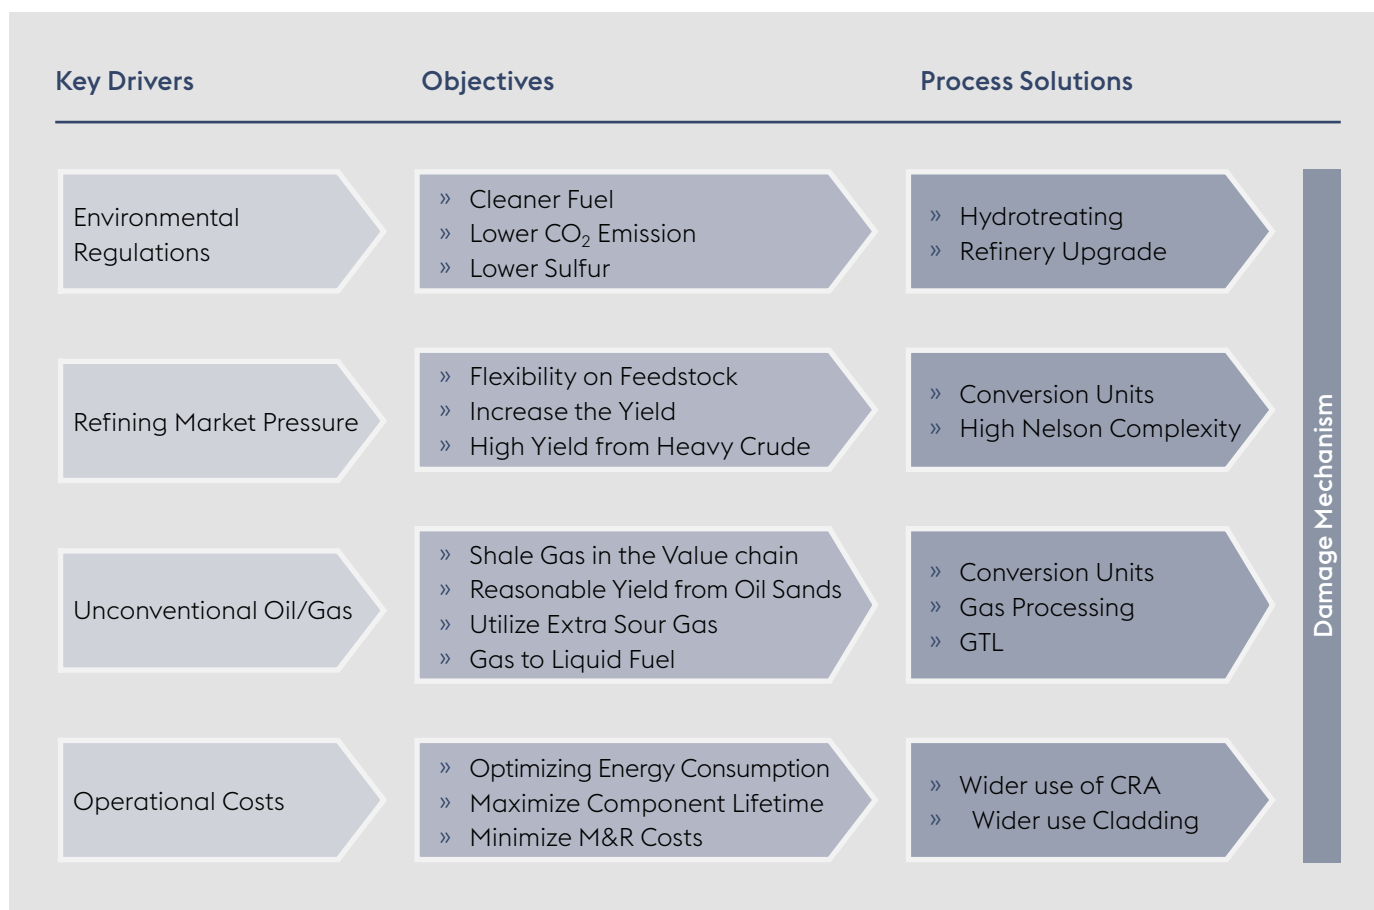 Key Drivers
Objectives
Process Solutions
Environmental
Regulations
» Cleaner Fuel
» Lower CO₂ Emission
» Lower Sulfur
» Hydrotreating
» Refinery Upgrade
Refining Market Pressure
» Flexibility on Feedstock
» Increase the Yield
» High Yield from Heavy Crude
» Conversion Units
» High Nelson Complexity
Unconventional Oil/Gas
» Shale Gas in the Value chain
» Reasonable Yield from Oil Sands
» Utilize Extra Sour Gas
» Gas to Liquid Fuel
» Conversion Units
» Gas Processing
» GTL
Operational Costs
» Optimizing Energy Consumption
» Maximize Component Lifetime
» Minimize M&R Costs
» Wider use of CRA
» Wider use Cladding
Damage Mechanism